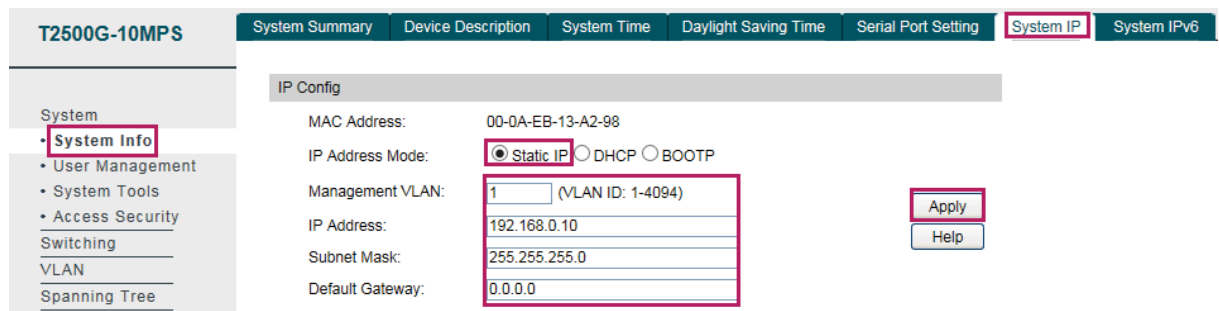 T2500G-10MPS
System Summary
Device Description
System Time
Daylight Saving Time
Serial Port Setting
System IP
System IPv6
System
• System Info
• User Management
• System Tools
• Access Security
Switching
VLAN
Spanning Tree
IP Config
MAC Address: 00-0A-EB-13-A2-98
IP Address Mode: Static IP DHCP BOOTP
Management VLAN: 1 (VLAN ID: 1-4094)
IP Address: 192.168.0.10
Subnet Mask: 255.255.255.0
Default Gateway: 0.0.0.0
Apply
Help